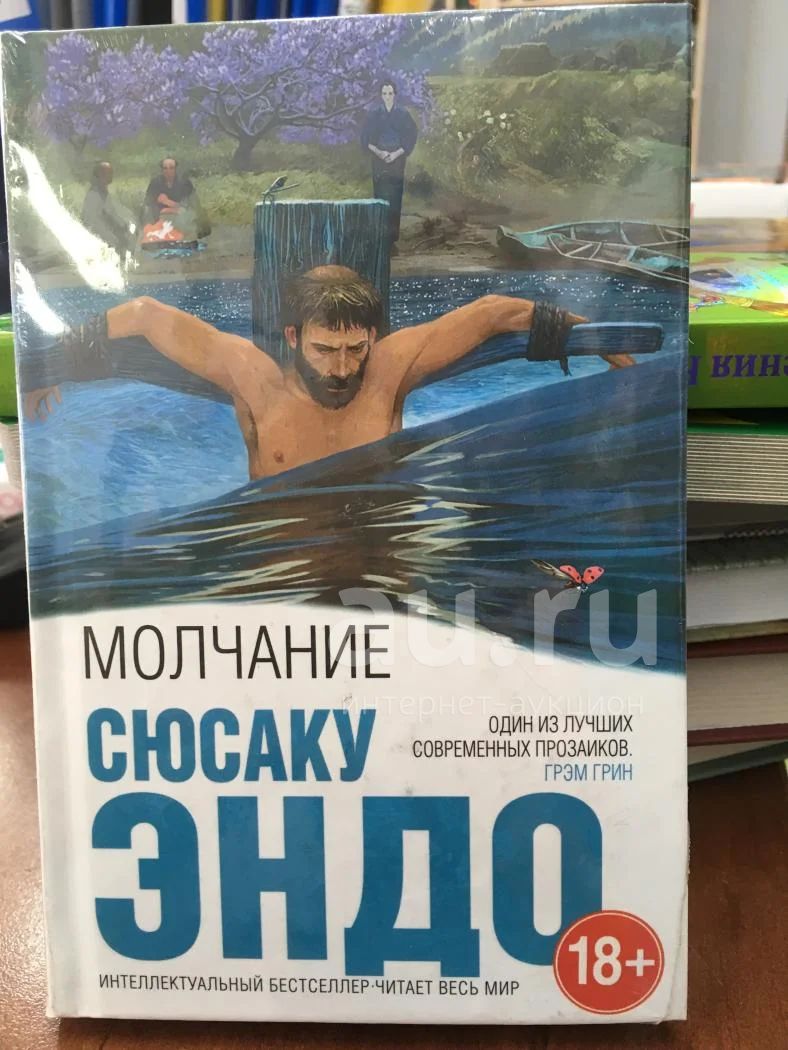 МОЛЧАНИЕ
СЮСАКУ
ЭНДО
ОДИН ИЗ ЛУЧШИХ
СОВРЕМЕННЫХ ПРОЗАИКОВ.
ГРЭМ ГРИН
18+
ИНТЕЛЛЕКТУАЛЬНЫЙ БЕСТСЕЛЛЕР·ЧИТАЕТ ВЕСЬ МИР
au.ru
интернет-аукцион